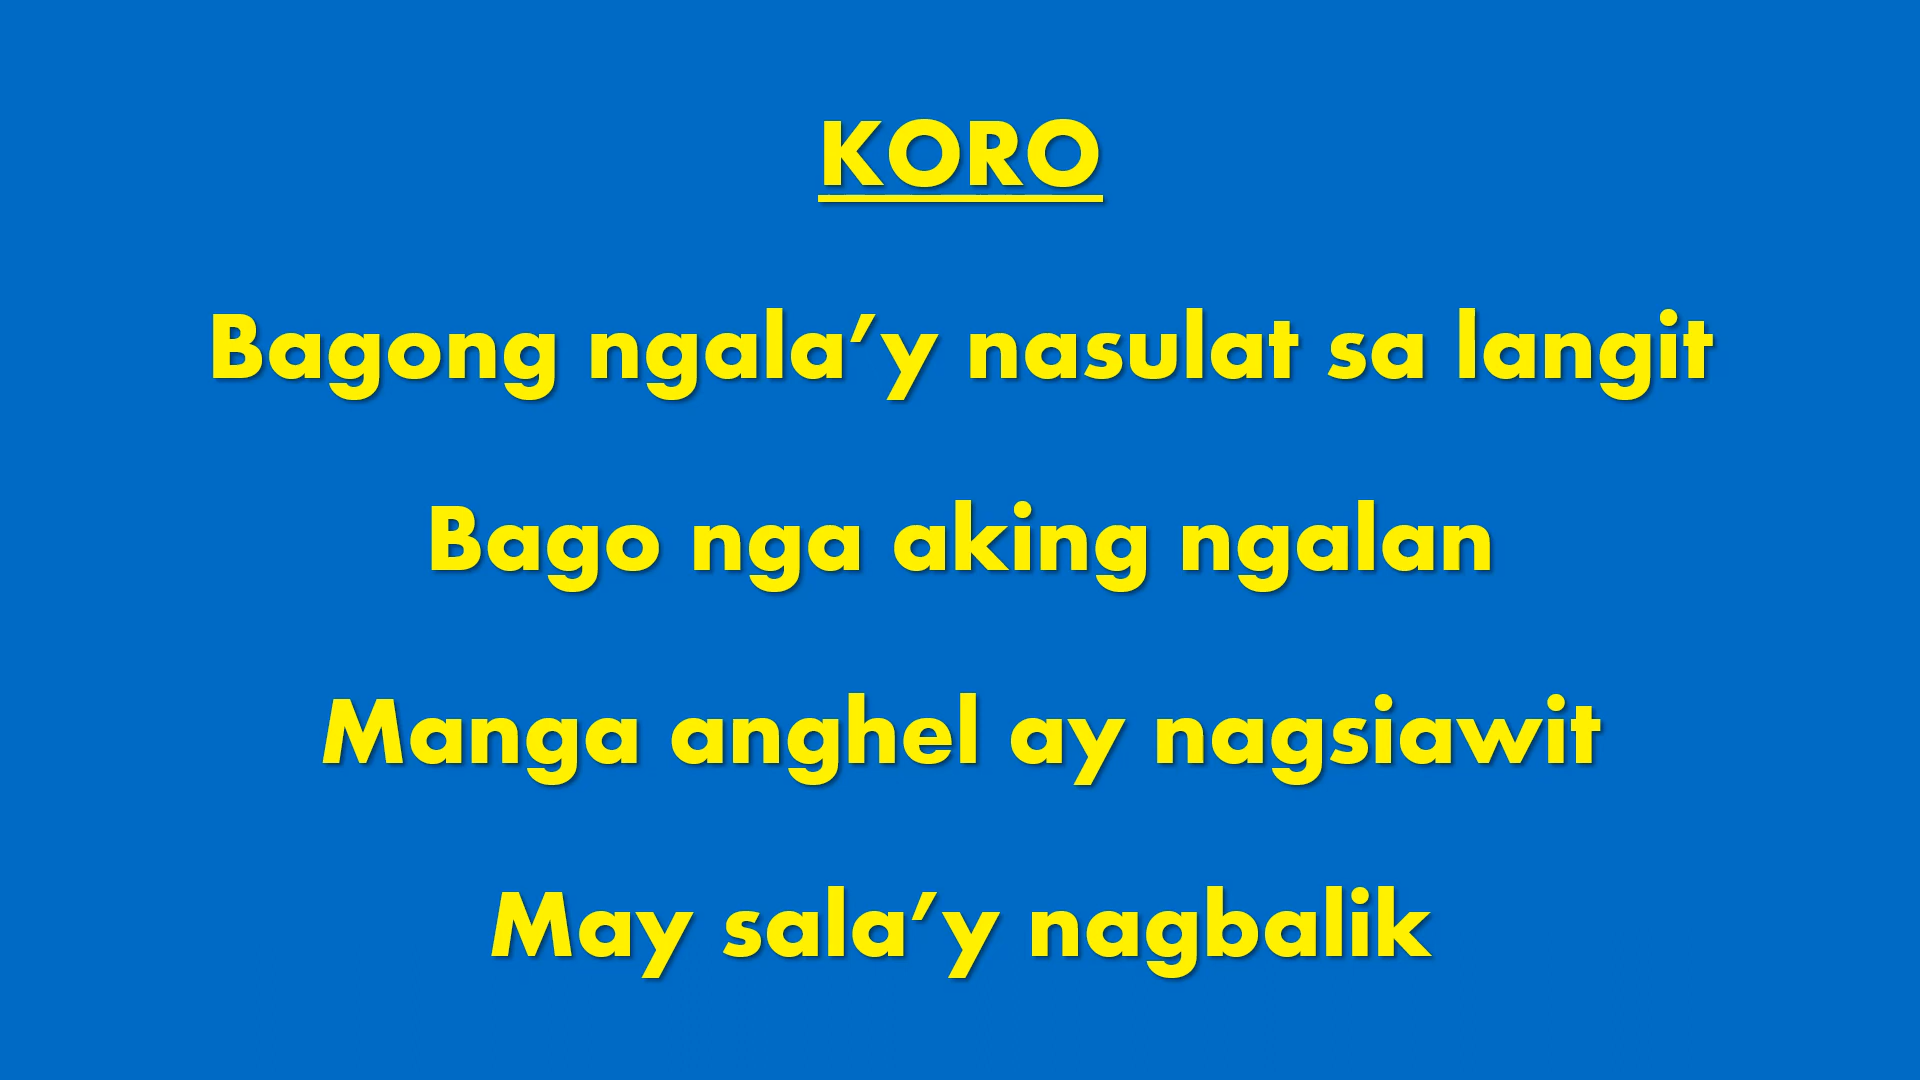 KORO
Bagong ngala’y nasulat sa langit
Bago nga aking ngalan
Manga anghel ay nagsiawit
May sala’y nagbalik